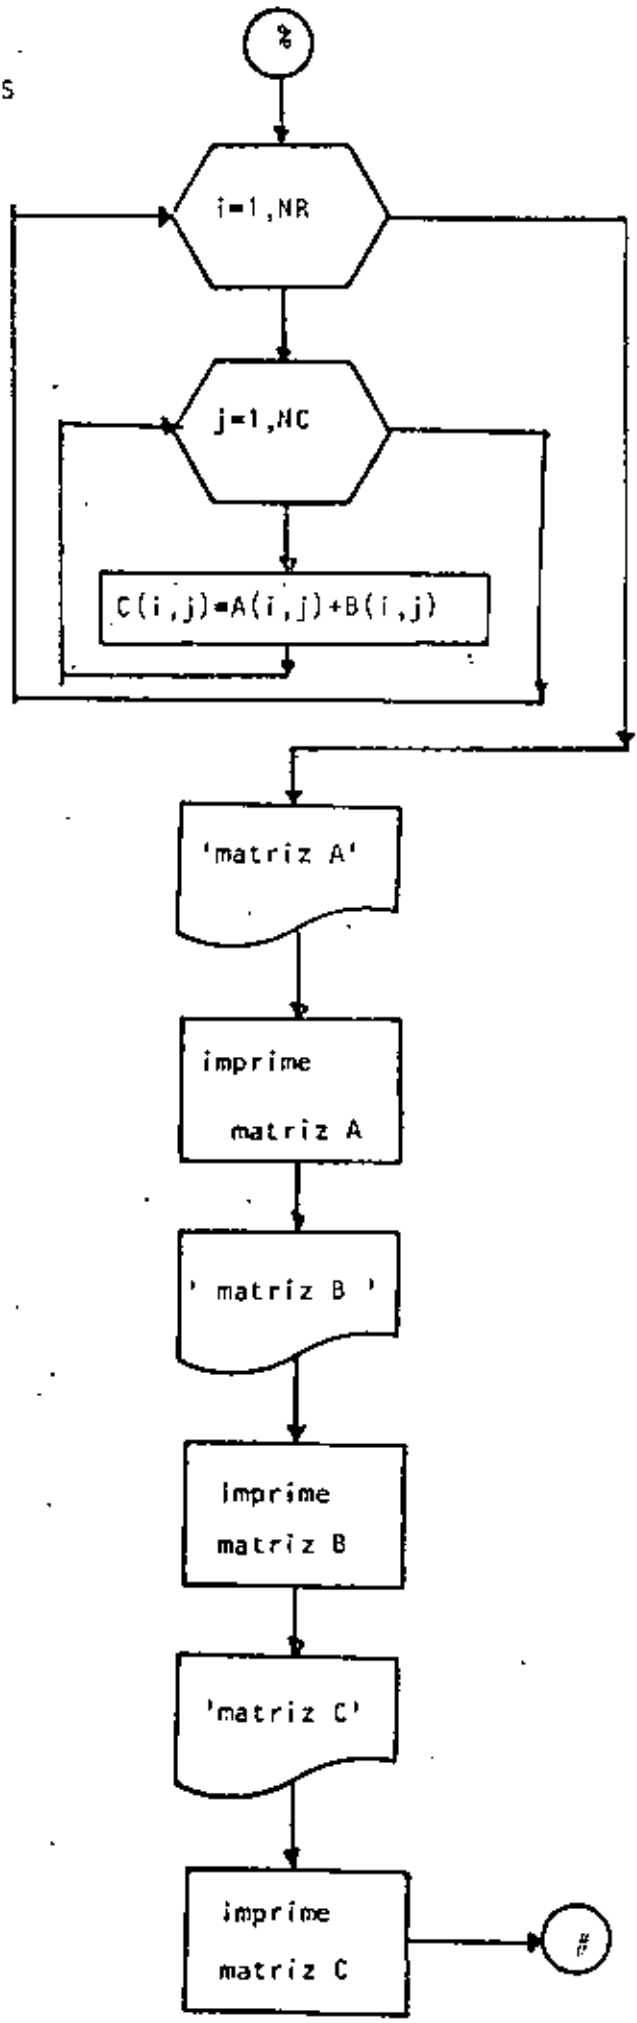 %
s
i=1,NR
j=1,NC
C(i,j)=A(i,j)+B(i,j)
'matriz A'
imprime
matriz A
' matriz B '
imprime
matriz B
'matriz C'
imprime
matriz C
#